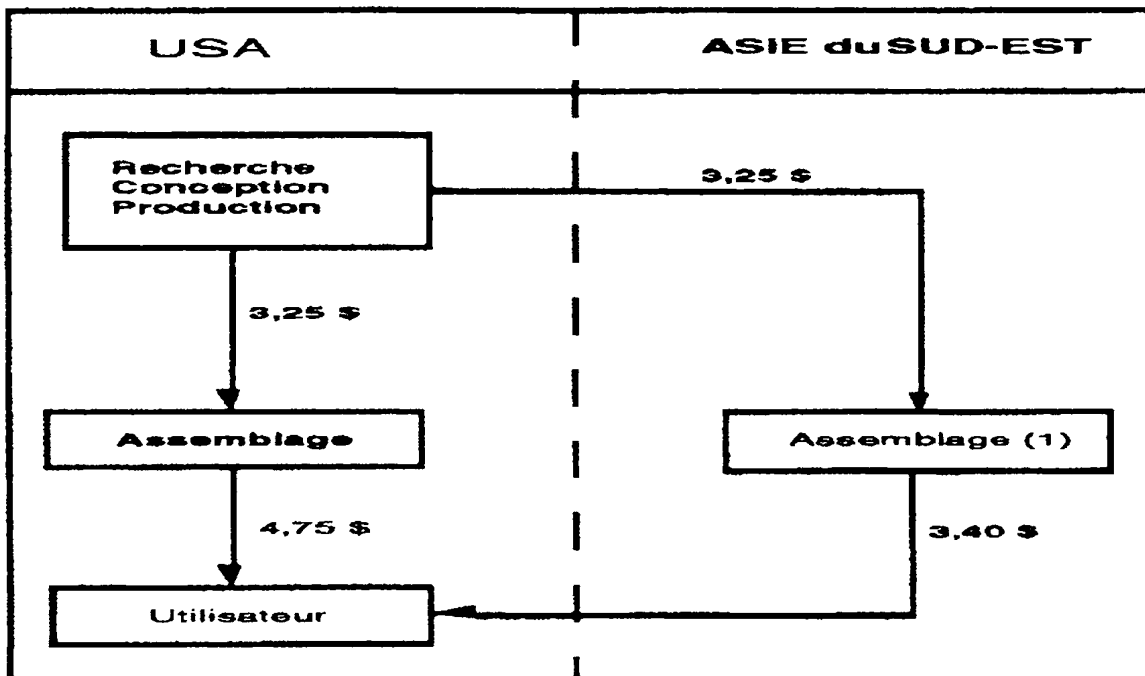 USA
ASIE du SUD-EST
Recherche
Conception
Production
3,25 $
3,25 $
Assemblage
Assemblage (1)
4,75 $
3,40 $
Utilisateur